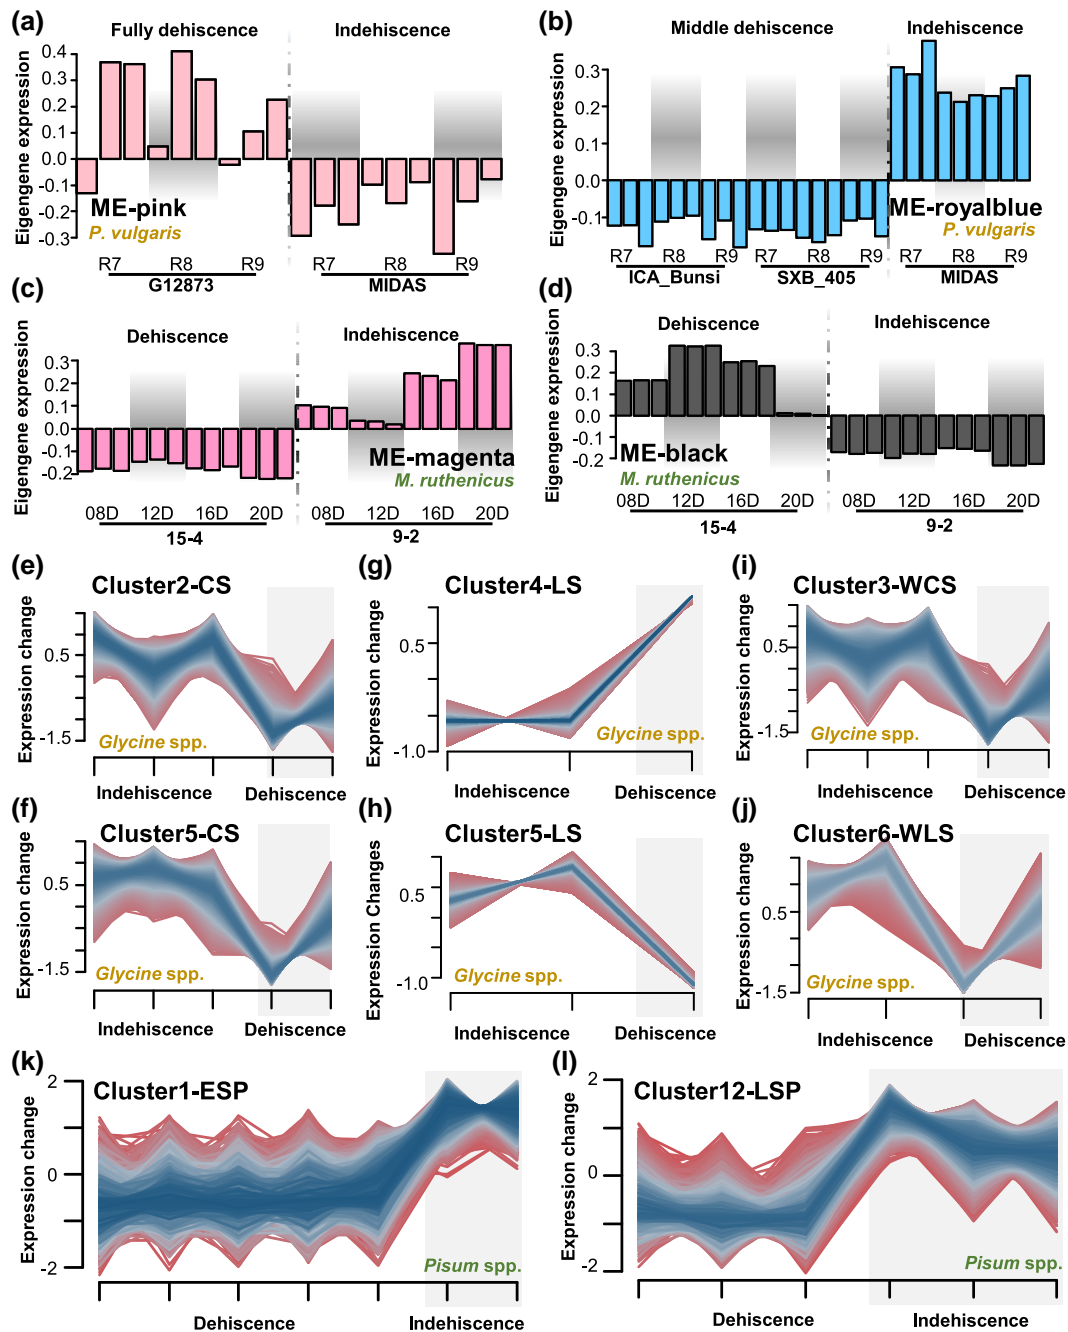 (a)
Fully dehiscence
Indehiscence
Eigengene expression
0.4
0.3
0.2
0.1
0.0
-0.1
-0.2
-0.3
ME-pink
P. vulgaris
R7 R8 R9 R7 R8 R9
G12873 MIDAS
(b)
Middle dehiscence
Indehiscence
Eigengene expression
0.3
0.2
0.1
0.0
-0.1
ME-royalblue
P. vulgaris
R7 R8 R9 R7 R8 R9 R7 R8 R9
ICA_Bunsi SXB_405 MIDAS
(c)
Dehiscence
Indehiscence
Eigengene expression
0.3
0.2
0.1
0.0
-0.1
-0.2
ME-magenta
M. ruthenicus
08D 12D 20D 08D 12D 20D
15-4 9-2
(d)
Dehiscence
Indehiscence
Eigengene expression
0.3
0.2
0.1
0.0
-0.1
-0.2
ME-black
M. ruthenicus
08D 12D 20D 08D 12D 20D
15-4 9-2
(e)
Cluster2-CS
Expression change
0.5
-1.5
Glycine spp.
Indehiscence Dehiscence
(g)
Cluster4-LS
Expression change
0.5
-1.0
Glycine spp.
Indehiscence Dehiscence
(i)
Cluster3-WCS
Expression change
0.5
-1.5
Glycine spp.
Indehiscence Dehiscence
(f)
Cluster5-CS
Expression change
0.5
-1.5
Glycine spp.
Indehiscence Dehiscence
(h)
Cluster5-LS
Expression Changes
0.5
-1.0
Glycine spp.
Indehiscence Dehiscence
(j)
Cluster6-WLS
Expression change
0.5
-1.5
Glycine spp.
Indehiscence Dehiscence
(k)
Cluster1-ESP
Expression change
2
1
0
-2
Pisum spp.
Dehiscence Indehiscence
(l)
Cluster12-LSP
Expression change
2
0
-2
Pisum spp.
Dehiscence Indehiscence